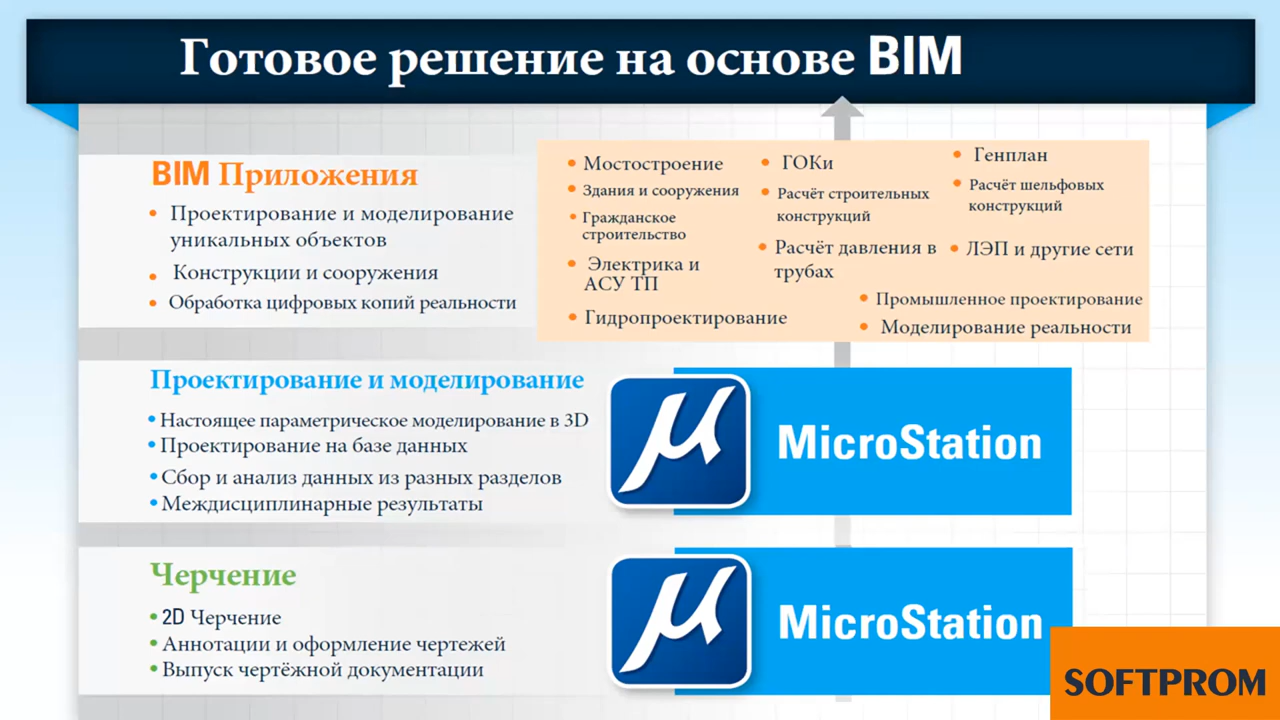 Готовое решение на основе BIM
BIM Приложения
• Проектирование и моделирование
уникальных объектов
• Конструкции и сооружения
• Обработка цифровых копий реальности
• Мостостроение
• Здания и сооружения
• Гражданское
строительство
• Электрика и
АСУ ТП
• Гидропроектирование
• ГОКи
• Расчёт строительных
конструкций
• Расчёт давления в
трубах
• Генплан
• Расчёт шельфовых
конструкций
• ЛЭП и другие сети
• Промышленное проектирование
• Моделирование реальности
Проектирование и моделирование
• Настоящее параметрическое моделирование в 3D
• Проектирование на базе данных
• Сбор и анализ данных из разных разделов
• Междисциплинарные результаты
μ
MicroStation
Черчение
• 2D Черчение
• Аннотации и оформление чертежей
• Выпуск чертёжной документации
μ
MicroStation
SOFTPROM